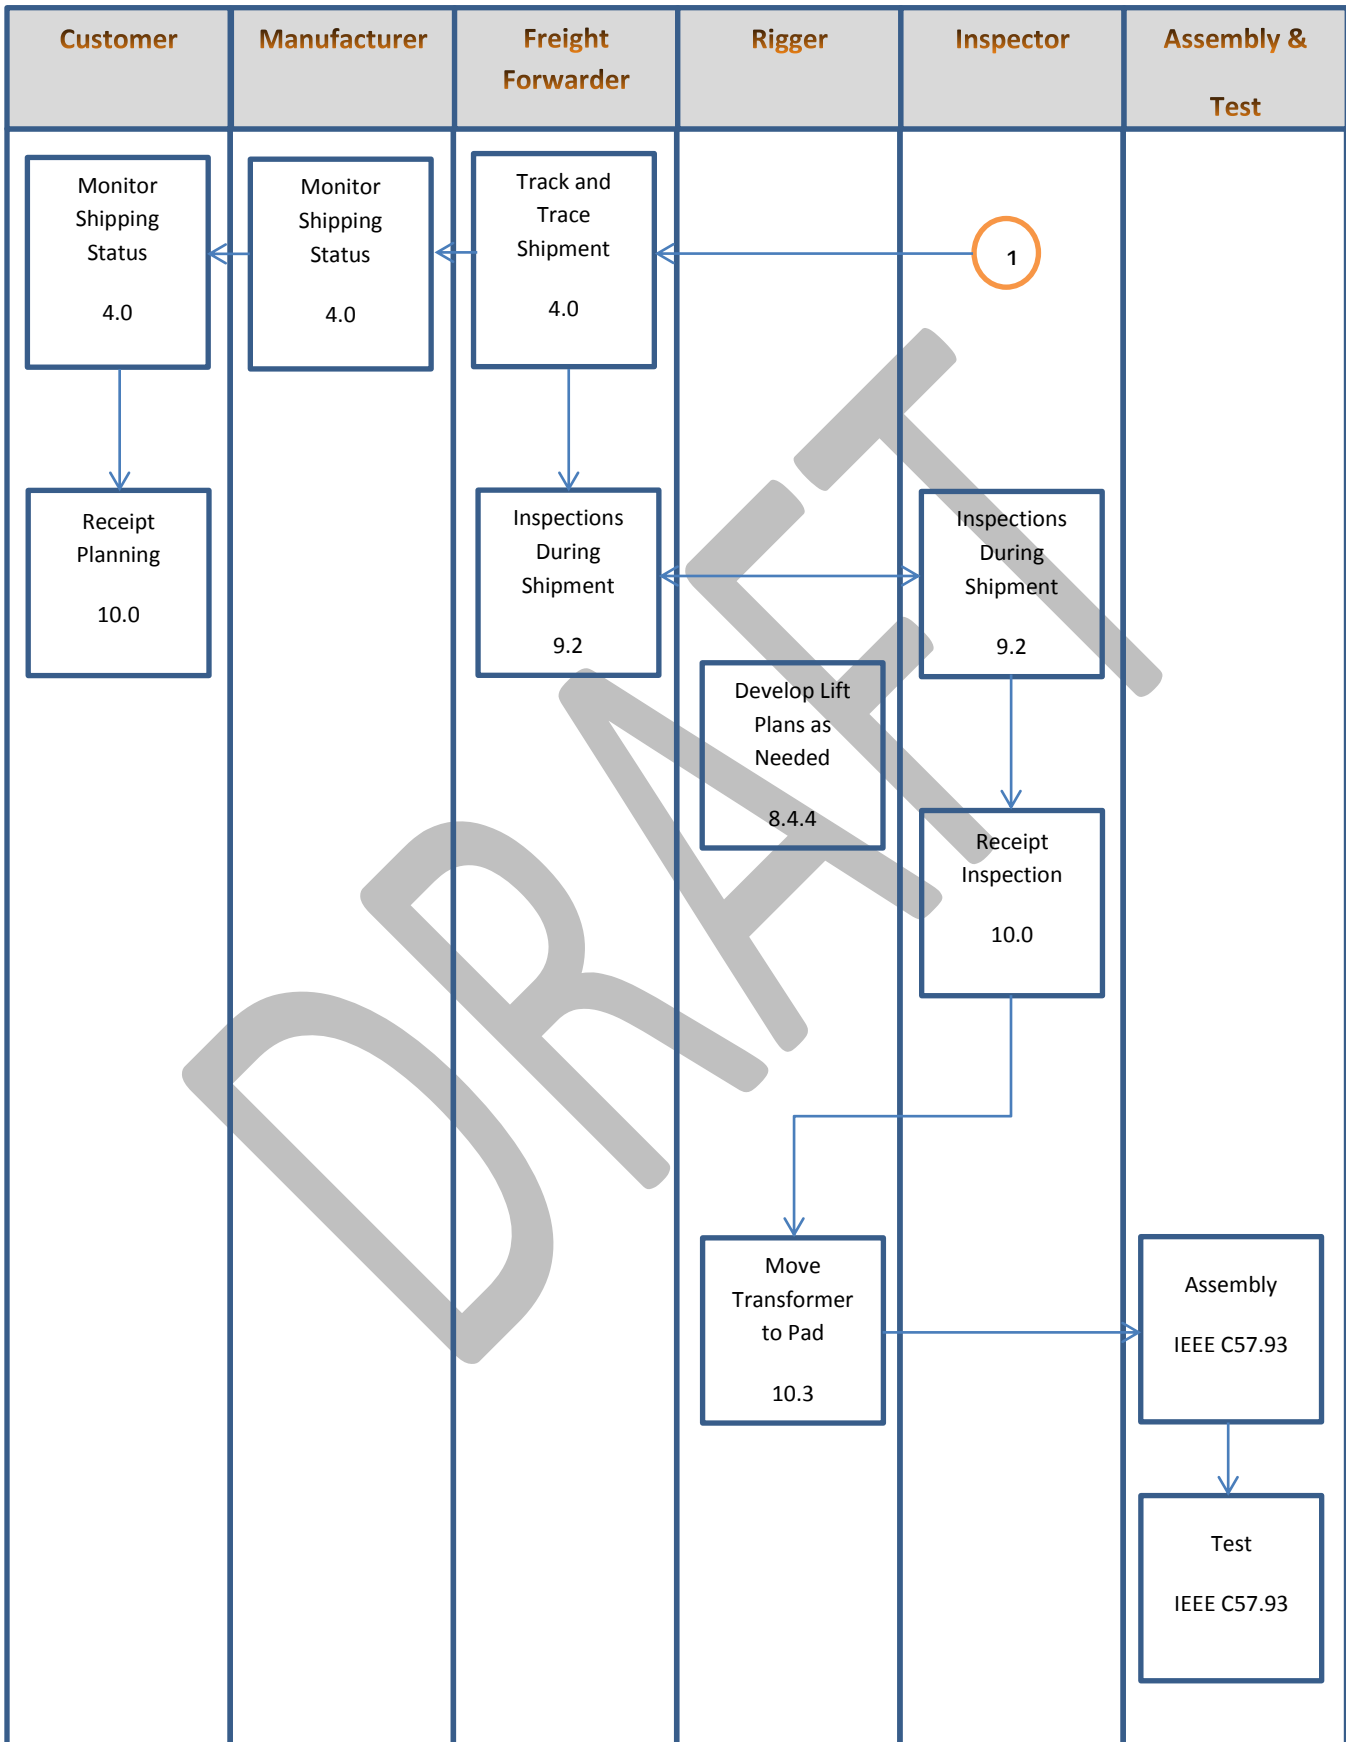 Customer
Manufacturer
Freight
Forwarder
Rigger
Inspector
Assembly &
Test
Monitor
Shipping
Status
4.0
Monitor
Shipping
Status
4.0
Track and
Trace
Shipment
4.0
1
Receipt
Planning
10.0
Inspections
During
Shipment
9.2
Inspections
During
Shipment
9.2
Develop Lift
Plans as
Needed
8.4.4
Receipt
Inspection
10.0
Move
Transformer
to Pad
10.3
Assembly
IEEE C57.93
Test
IEEE C57.93
DRAFT